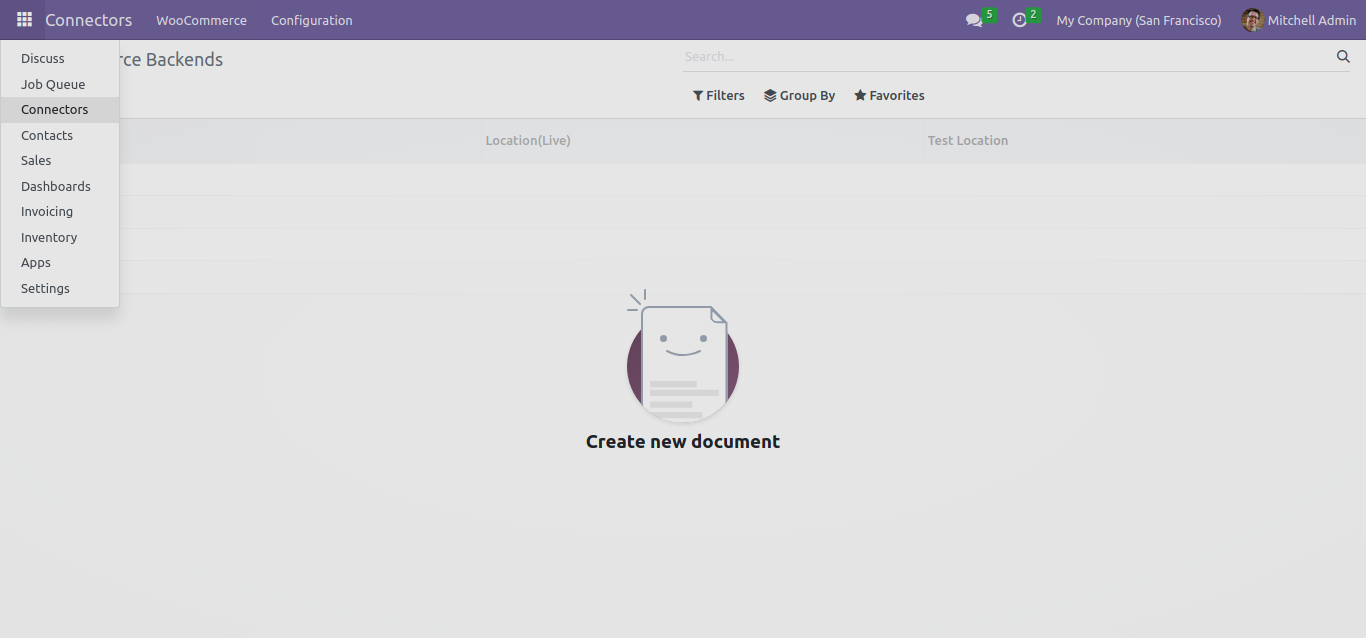 Connectors WooCommerce Configuration 5 2 My Company (San Francisco) Mitchell Admin
Discuss
Job Queue
Connectors
Contacts
Sales
Dashboards
Invoicing
Inventory
Apps
Settings
rce Backends
Search...
Filters Group By Favorites
Location(Live) Test Location
Create new document